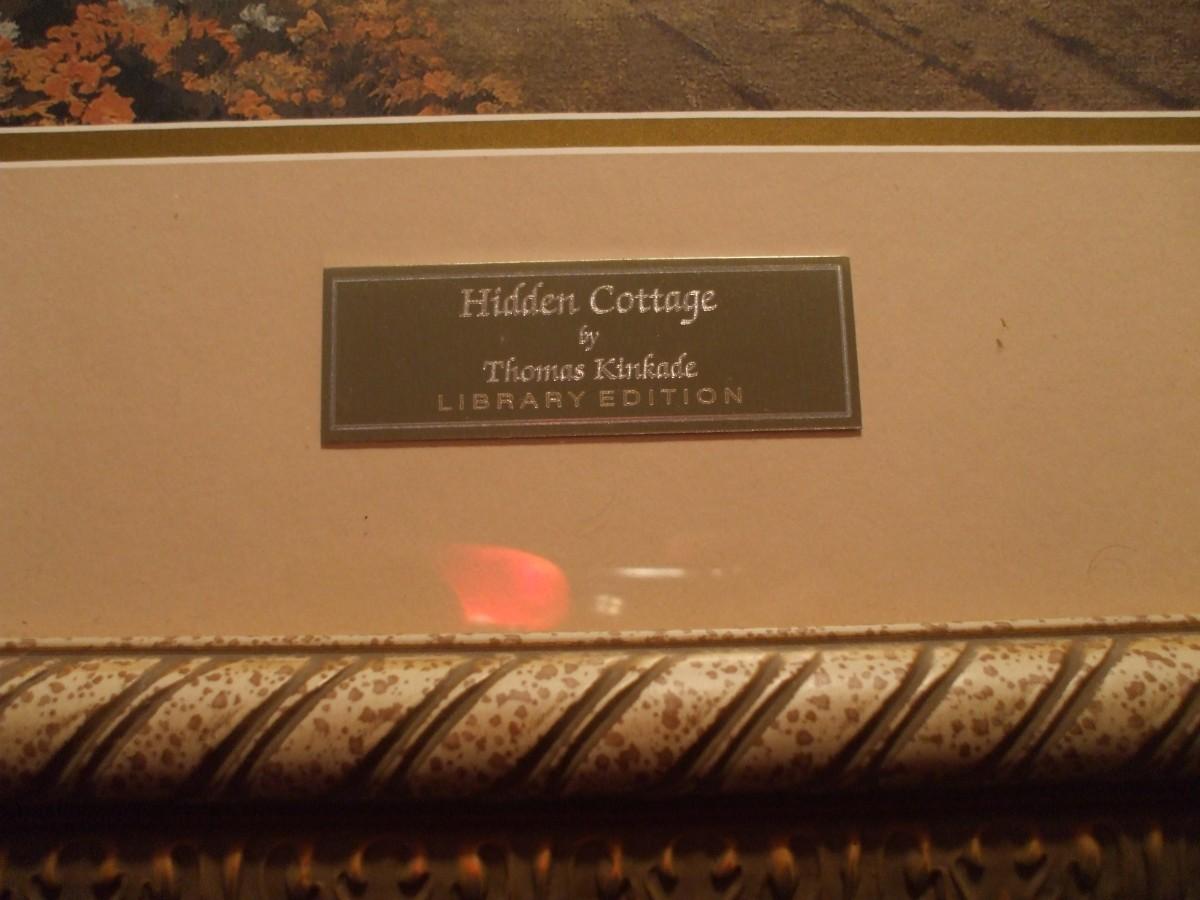 Hidden Cottage
by
Thomas Kinkade
LIBRARY EDITION